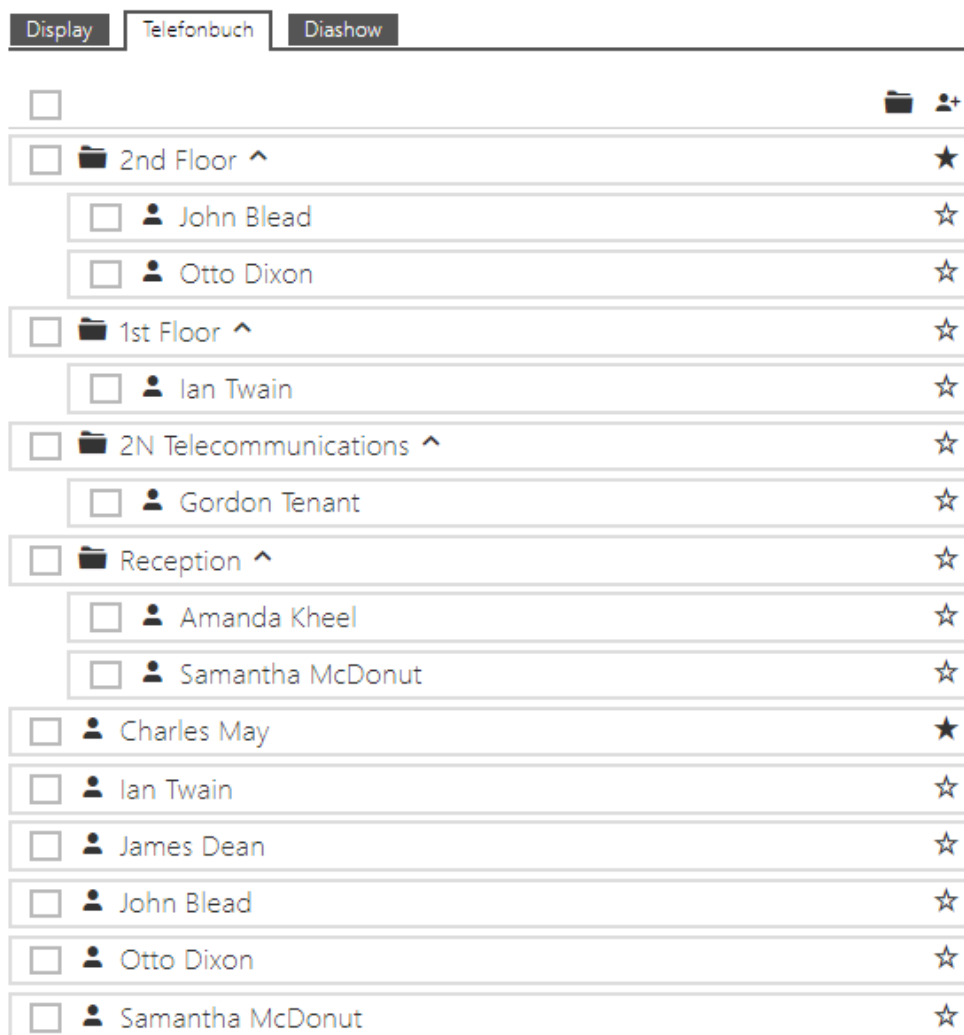 Display Telefonbuch Diashow
2nd Floor
John Blead
Otto Dixon
1st Floor
Ian Twain
2N Telecommunications
Gordon Tenant
Reception
Amanda Kheel
Samantha McDonut
Charles May
Ian Twain
James Dean
John Blead
Otto Dixon
Samantha McDonut